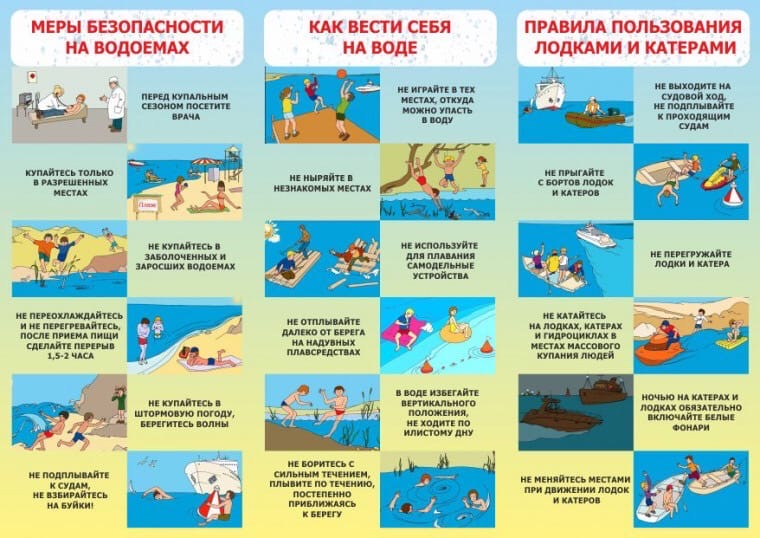 МЕРЫ БЕЗОПАСНОСТИ
НА ВОДОЕМАХ
ПЕРЕД КУПАЛЬНЫМ
СЕЗОНОМ ПОСЕТИТЕ
ВРАЧА
КУПАЙТЕСЬ ТОЛЬКО
В РАЗРЕШЕННЫХ
МЕСТАХ
Пляж
НЕ КУПАЙТЕСЬ В
ЗАБОЛОЧЕННЫХ И
ЗАРОСШИХ ВОДОЕМАХ
НЕ ПЕРЕОХЛАЖДАЙТЕСЬ
И НЕ ПЕРЕГРЕВАЙТЕСЬ,
ПОСЛЕ ПРИЕМА ПИЩИ
СДЕЛАЙТЕ ПЕРЕРЫВ
1,5-2 ЧАСА
НЕ КУПАЙТЕСЬ В
ШТОРМОВУЮ ПОГОДУ,
БЕРЕГИТЕСЬ ВОЛНЫ
НЕ ПОДПЛЫВАЙТЕ
К СУДАМ,
НЕ ВЗБИРАЙТЕСЬ
НА БУЙКИ!
КАК ВЕСТИ СЕБЯ
НА ВОДЕ
НЕ ИГРАЙТЕ В ТЕХ
МЕСТАХ, ОТКУДА
МОЖНО УПАСТЬ
В ВОДУ
НЕ НЫРЯЙТЕ В
НЕЗНАКОМЫХ МЕСТАХ
НЕ ИСПОЛЬЗУЙТЕ
ДЛЯ ПЛАВАНИЯ
САМОДЕЛЬНЫЕ
УСТРОЙСТВА
НЕ ОТПЛЫВАЙТЕ
ДАЛЕКО ОТ БЕРЕГА
НА НАДУВНЫХ
ПЛАВСРЕДСТВАХ
В ВОДЕ ИЗБЕГАЙТЕ
ВЕРТИКАЛЬНОГО
ПОЛОЖЕНИЯ,
НЕ ХОДИТЕ ПО
ИЛИСТОМУ ДНУ
НЕ БОРИТЕСЬ С
СИЛЬНЫМ ТЕЧЕНИЕМ,
ПЛЫВИТЕ ПО ТЕЧЕНИЮ,
ПОСТЕПЕННО
ПРИБЛИЖАЯСЬ
К БЕРЕГУ
ПРАВИЛА ПОЛЬЗОВАНИЯ
ЛОДКАМИ И КАТЕРАМИ
НЕ ВЫХОДИТЕ НА
СУДОВОЙ ХОД,
НЕ ПОДПЛЫВАЙТЕ К
ПРОХОДЯЩИМ
СУДАМ
НЕ ПРЫГАЙТЕ
С БОРТОВ ЛОДОК
И КАТЕРОВ
НЕ ПЕРЕГРУЖАЙТЕ
ЛОДКИ И КАТЕРА
НЕ КАТАЙТЕСЬ
НА ЛОДКАХ, КАТЕРАХ
И ГИДРОЦИКЛАХ В
МЕСТАХ МАССОВОГО
КУПАНИЯ ЛЮДЕЙ
НОЧЬЮ НА КАТЕРАХ И
ЛОДКАХ ОБЯЗАТЕЛЬНО
ВКЛЮЧАЙТЕ БЕЛЫЕ
ФОНАРИ
НЕ МЕНЯЙТЕСЬ МЕСТАМИ
ПРИ ДВИЖЕНИИ ЛОДОК
И КАТЕРОВ